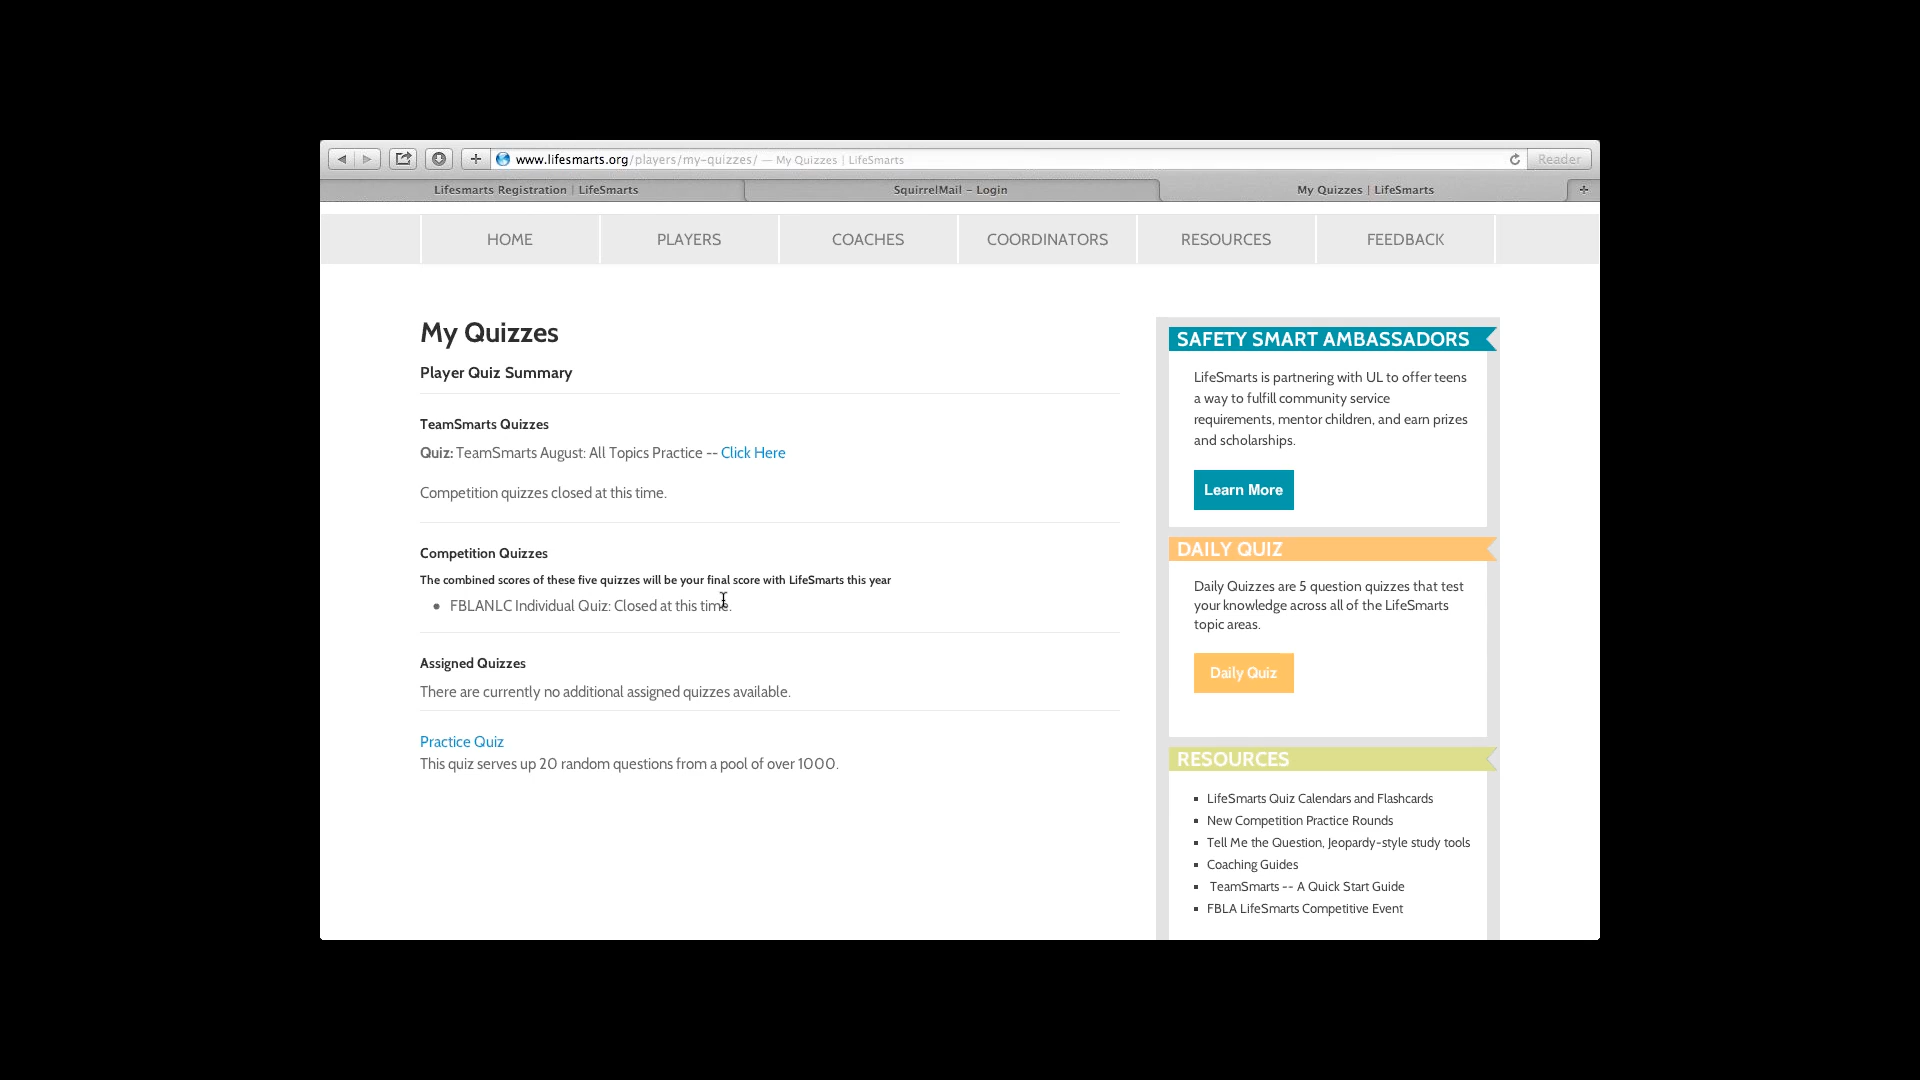 www.lifesmarts.org/players/my-quizzes/ — My Quizzes | LifeSmarts
Reader
Lifesmarts Registration | LifeSmarts
SquirrelMail – Login
My Quizzes | LifeSmarts
HOME
PLAYERS
COACHES
COORDINATORS
RESOURCES
FEEDBACK
My Quizzes
Player Quiz Summary
TeamSmarts Quizzes
Quiz: TeamSmarts August: All Topics Practice -- Click Here
Competition quizzes closed at this time.
Competition Quizzes
The combined scores of these five quizzes will be your final score with LifeSmarts this year
FBLANLC Individual Quiz: Closed at this time.
Assigned Quizzes
There are currently no additional assigned quizzes available.
Practice Quiz
This quiz serves up 20 random questions from a pool of over 1000.
SAFETY SMART AMBASSADORS
LifeSmarts is partnering with UL to offer teens
a way to fulfill community service
requirements, mentor children, and earn prizes
and scholarships.
Learn More
DAILY QUIZ
Daily Quizzes are 5 question quizzes that test
your knowledge across all of the LifeSmarts
topic areas.
Daily Quiz
RESOURCES
LifeSmarts Quiz Calendars and Flashcards
New Competition Practice Rounds
Tell Me the Question, Jeopardy-style study tools
Coaching Guides
TeamSmarts -- A Quick Start Guide
FBLA LifeSmarts Competitive Event